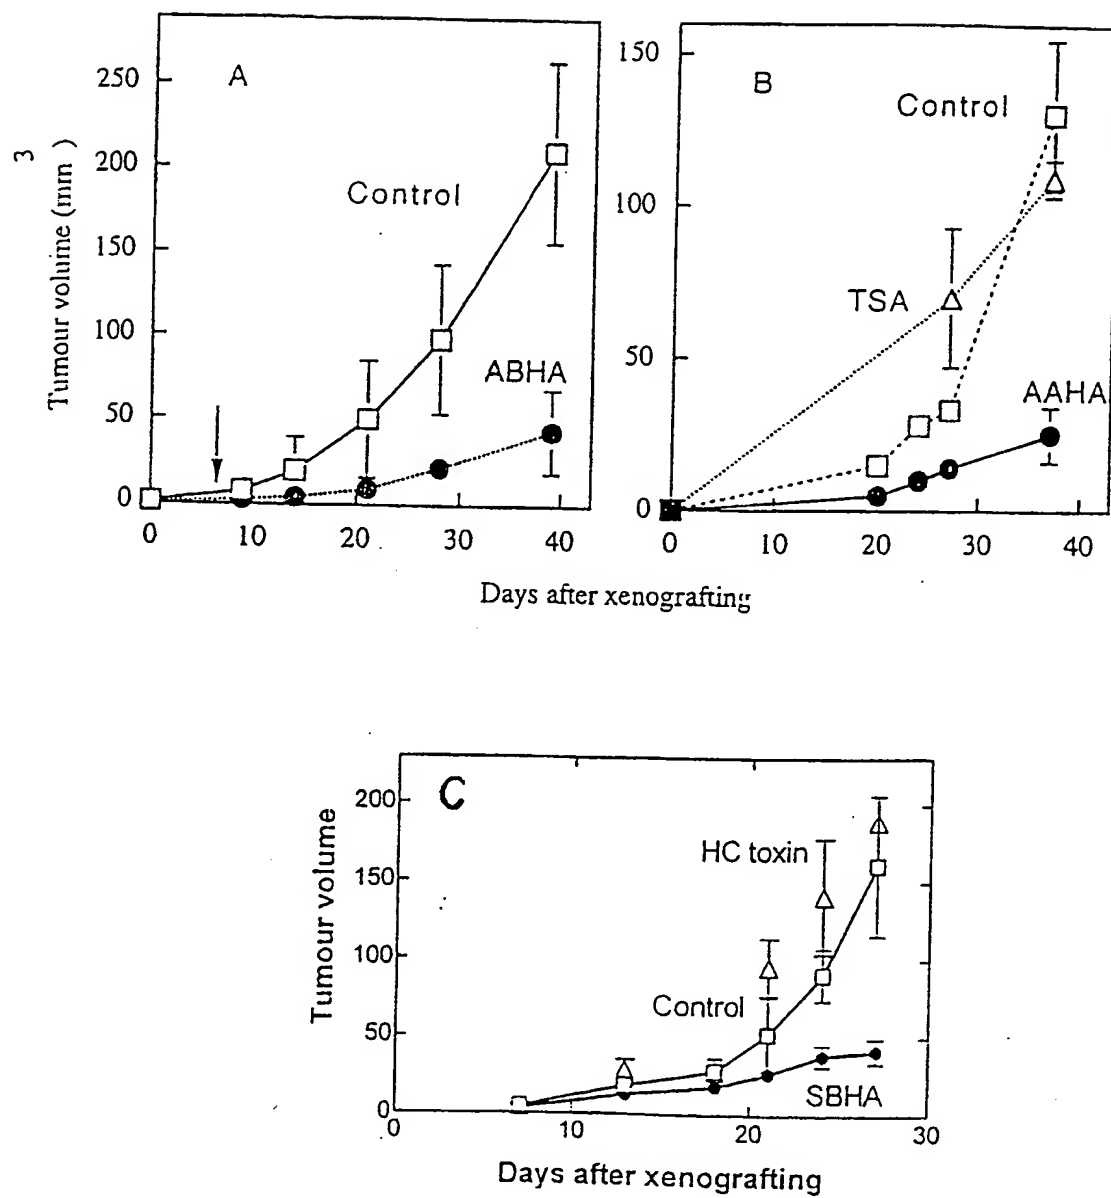 A
250
200
150
100
50
0
Tumour volume (mm3)
Control
ABHA
0 10 20 30 40
B
150
100
50
0
Control
TSA
AAHA
0 10 20 30 40
Days after xenografting
C
200
150
100
50
0
Tumour volume
HC toxin
Control
SBHA
0 10 20 30
Days after xenografting